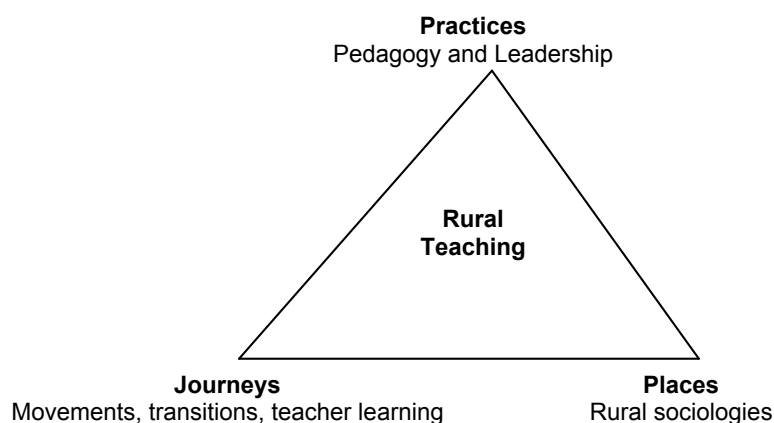 Practices
Pedagogy and Leadership
Rural
Teaching
Journeys
Movements, transitions, teacher learning
Places
Rural sociologies